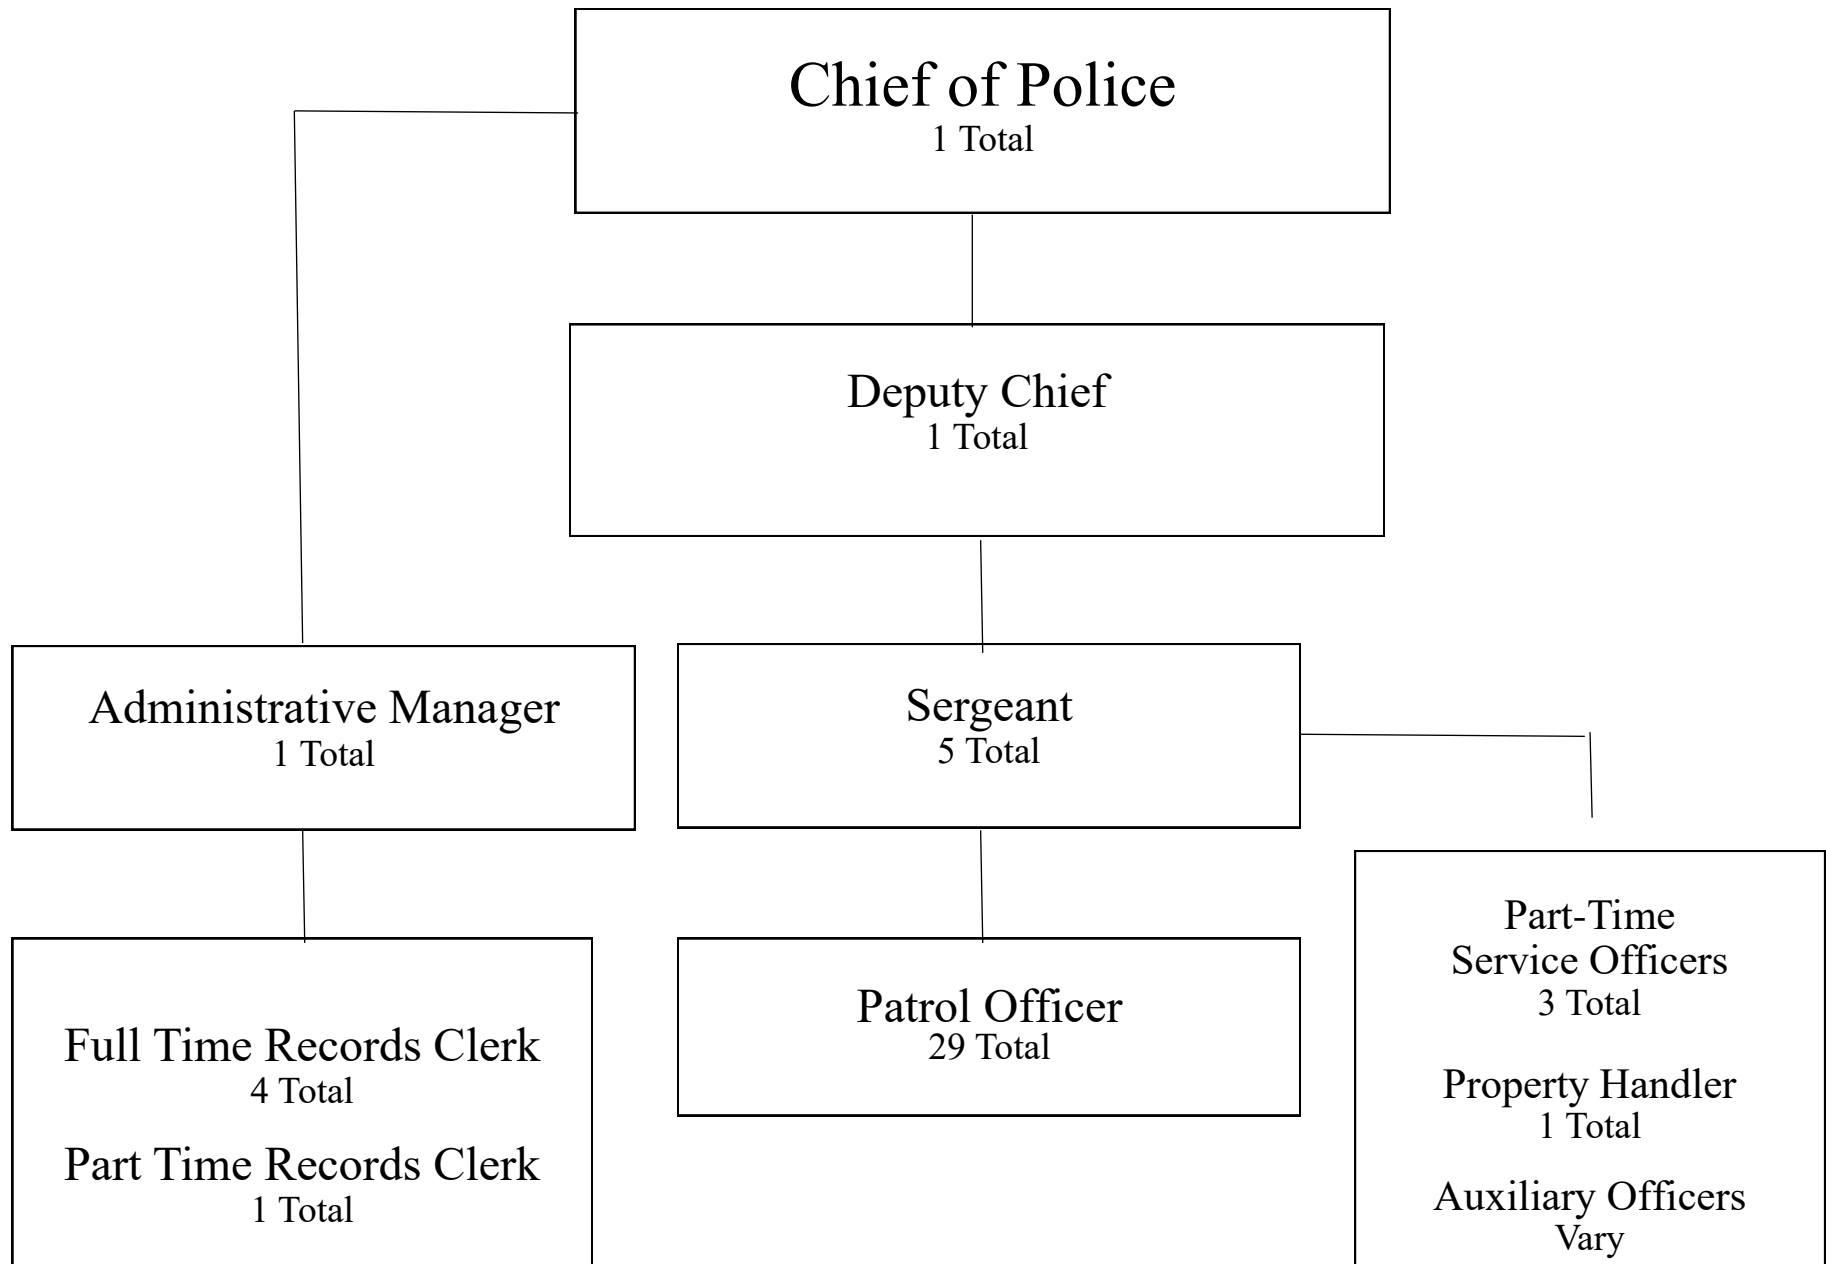 Chief of Police
1 Total
Deputy Chief
1 Total
Administrative Manager
1 Total
Sergeant
5 Total
Full Time Records Clerk
4 Total
Part Time Records Clerk
1 Total
Patrol Officer
29 Total
Part-Time
Service Officers
3 Total
Property Handler
1 Total
Auxiliary Officers
Vary